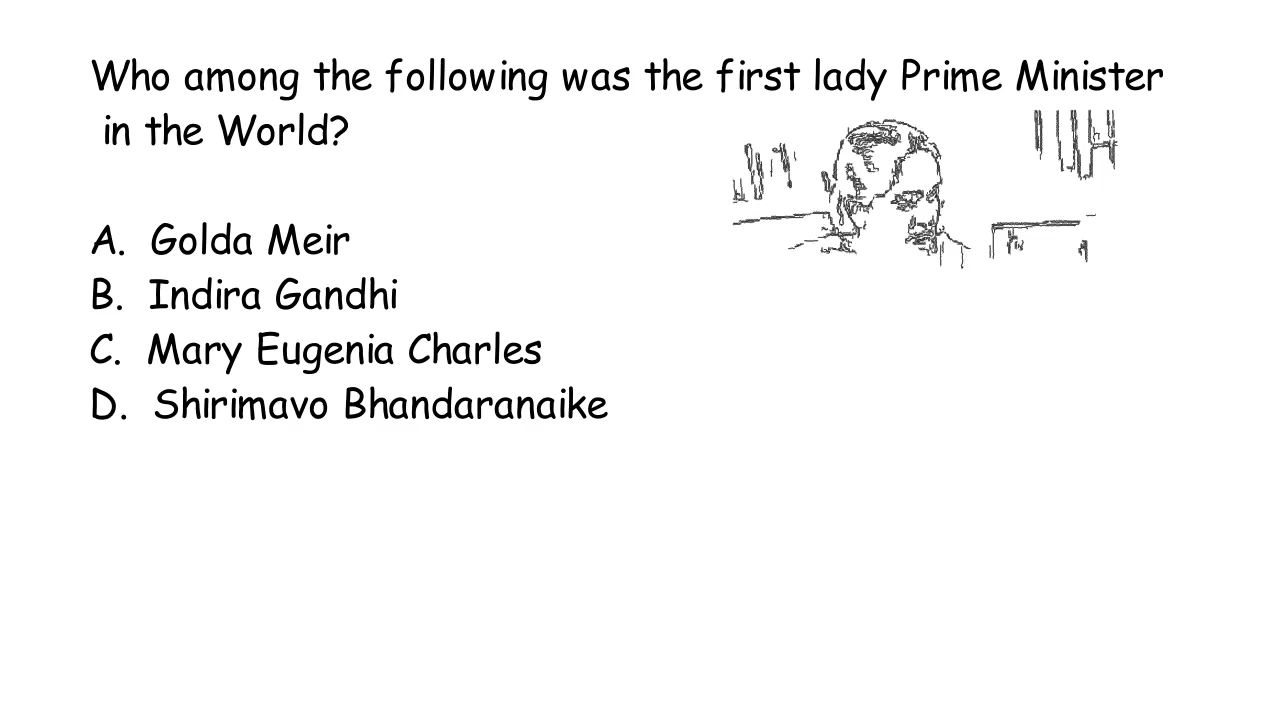 Who among the following was the first lady Prime Minister
in the World?
A. Golda Meir
B. Indira Gandhi
C. Mary Eugenia Charles
D. Shirimavo Bhandaranaike